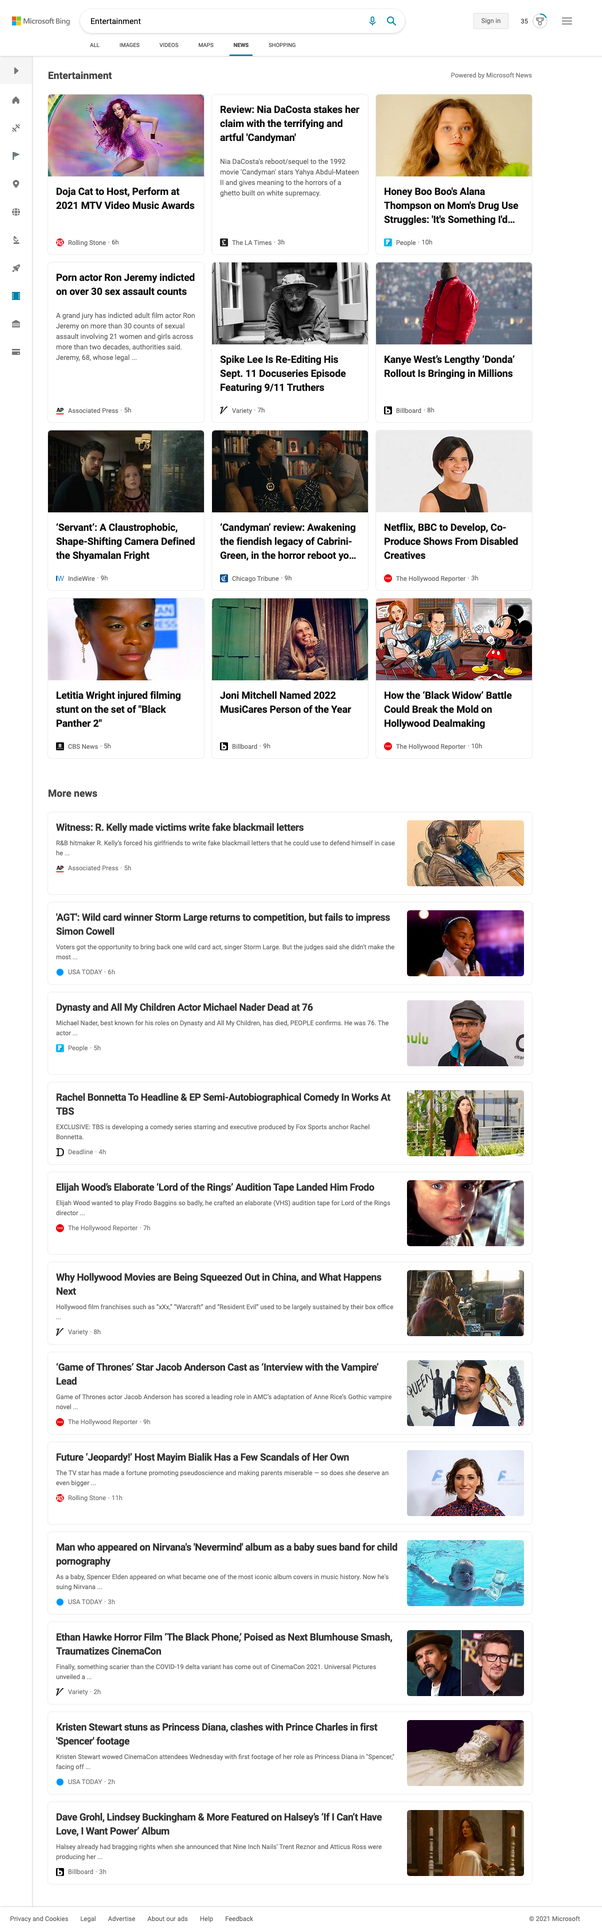 Microsoft Bing
Entertainment
Sign in
35
ALL
IMAGES
VIDEOS
MAPS
NEWS
SHOPPING
Entertainment
Powered by Microsoft News
Doja Cat to Host, Perform at
2021 MTV Video Music Awards
Rolling Stone · 6h
Review: Nia DaCosta stakes her
claim with the terrifying and
artful 'Candyman'
Nia DaCosta's reboot/sequel to the 1992
movie 'Candyman' stars Yahya Abdul-Mateen
II and gives meaning to the horrors of a
ghetto built on white supremacy.
The LA Times · 3h
Honey Boo Boo's Alana
Thompson on Mom's Drug Use
Struggles: 'It's Something I'd...
People · 10h
Porn actor Ron Jeremy indicted
on over 30 sex assault counts
A grand jury has indicted adult film actor Ron
Jeremy on more than 30 counts of sexual
assault involving 21 women and girls across
more than two decades, authorities said.
Jeremy, 68, whose legal ...
AP
Associated Press · 5h
Spike Lee Is Re-Editing His
Sept. 11 Docuseries Episode
Featuring 9/11 Truthers
Variety · 7h
Kanye West's Lengthy 'Donda'
Rollout Is Bringing in Millions
Billboard · 8h
'Servant': A Claustrophobic,
Shape-Shifting Camera Defined
the Shyamalan Fright
IW
IndieWire · 9h
'Candyman' review: Awakening
the fiendish legacy of Cabrini-
Green, in the horror reboot yo...
Chicago Tribune · 9h
Netflix, BBC to Develop, Co-
Produce Shows From Disabled
Creatives
The Hollywood Reporter · 3h
Letitia Wright injured filming
stunt on the set of "Black
Panther 2"
CBS News · 5h
Joni Mitchell Named 2022
MusiCares Person of the Year
Billboard · 9h
How the 'Black Widow' Battle
Could Break the Mold on
Hollywood Dealmaking
The Hollywood Reporter · 10h
More news
Witness: R. Kelly made victims write fake blackmail letters
R&B hitmaker R. Kelly's forced his girlfriends to write fake blackmail letters that he could use to defend himself in case
he ...
AP
Associated Press · 5h
'AGT': Wild card winner Storm Large returns to competition, but fails to impress
Simon Cowell
Voters got the opportunity to bring back one wild card act, singer Storm Large. But the judges said she didn't make the
most ...
USA TODAY · 6h
Dynasty and All My Children Actor Michael Nader Dead at 76
Michael Nader, best known for his roles on Dynasty and All My Children, has died, PEOPLE confirms. He was 76. The
actor ...
People · 5h
hulu
Rachel Bonnetta To Headline & EP Semi-Autobiographical Comedy In Works At
TBS
EXCLUSIVE: TBS is developing a comedy series starring and executive produced by Fox Sports anchor Rachel
Bonnetta.
Deadline · 4h
Elijah Wood's Elaborate 'Lord of the Rings' Audition Tape Landed Him Frodo
Elijah Wood wanted to play Frodo Baggins so badly, he crafted an elaborate (VHS) audition tape for Lord of the Rings
director ...
The Hollywood Reporter · 7h
Why Hollywood Movies are Being Squeezed Out in China, and What Happens
Next
Hollywood film franchises such as "xXx," "Warcraft" and "Resident Evil" used to be largely sustained by their box office
...
Variety · 8h
'Game of Thrones' Star Jacob Anderson Cast as 'Interview with the Vampire'
Lead
Game of Thrones actor Jacob Anderson has scored a leading role in AMC's adaptation of Anne Rice's Gothic vampire
novel ...
The Hollywood Reporter · 9h
QUEEN
Future 'Jeopardy!' Host Mayim Bialik Has a Few Scandals of Her Own
The TV star has made a fortune promoting pseudoscience and making parents miserable — so does she deserve an
even bigger ...
Rolling Stone · 11h
Man who appeared on Nirvana's 'Nevermind' album as a baby sues band for child
pornography
As a baby, Spencer Elden appeared on what became one of the most iconic album covers in music history. Now he's
suing Nirvana ...
USA TODAY · 3h
Ethan Hawke Horror Film 'The Black Phone,' Poised as Next Blumhouse Smash,
Traumatizes CinemaCon
Finally, something scarier than the COVID-19 delta variant has come out of CinemaCon 2021. Universal Pictures
unveiled a ...
Variety · 2h
Kristen Stewart stuns as Princess Diana, clashes with Prince Charles in first
'Spencer' footage
Kristen Stewart wowed CinemaCon attendees Wednesday with first footage of her role as Princess Diana in "Spencer,"
facing off ...
USA TODAY · 2h
Dave Grohl, Lindsey Buckingham & More Featured on Halsey's 'If I Can't Have
Love, I Want Power' Album
Halsey already had bragging rights when she announced that Nine Inch Nails' Trent Reznor and Atticus Ross were
producing her ...
Billboard · 3h
Privacy and Cookies
Legal
Advertise
About our ads
Help
Feedback
© 2021 Microsoft